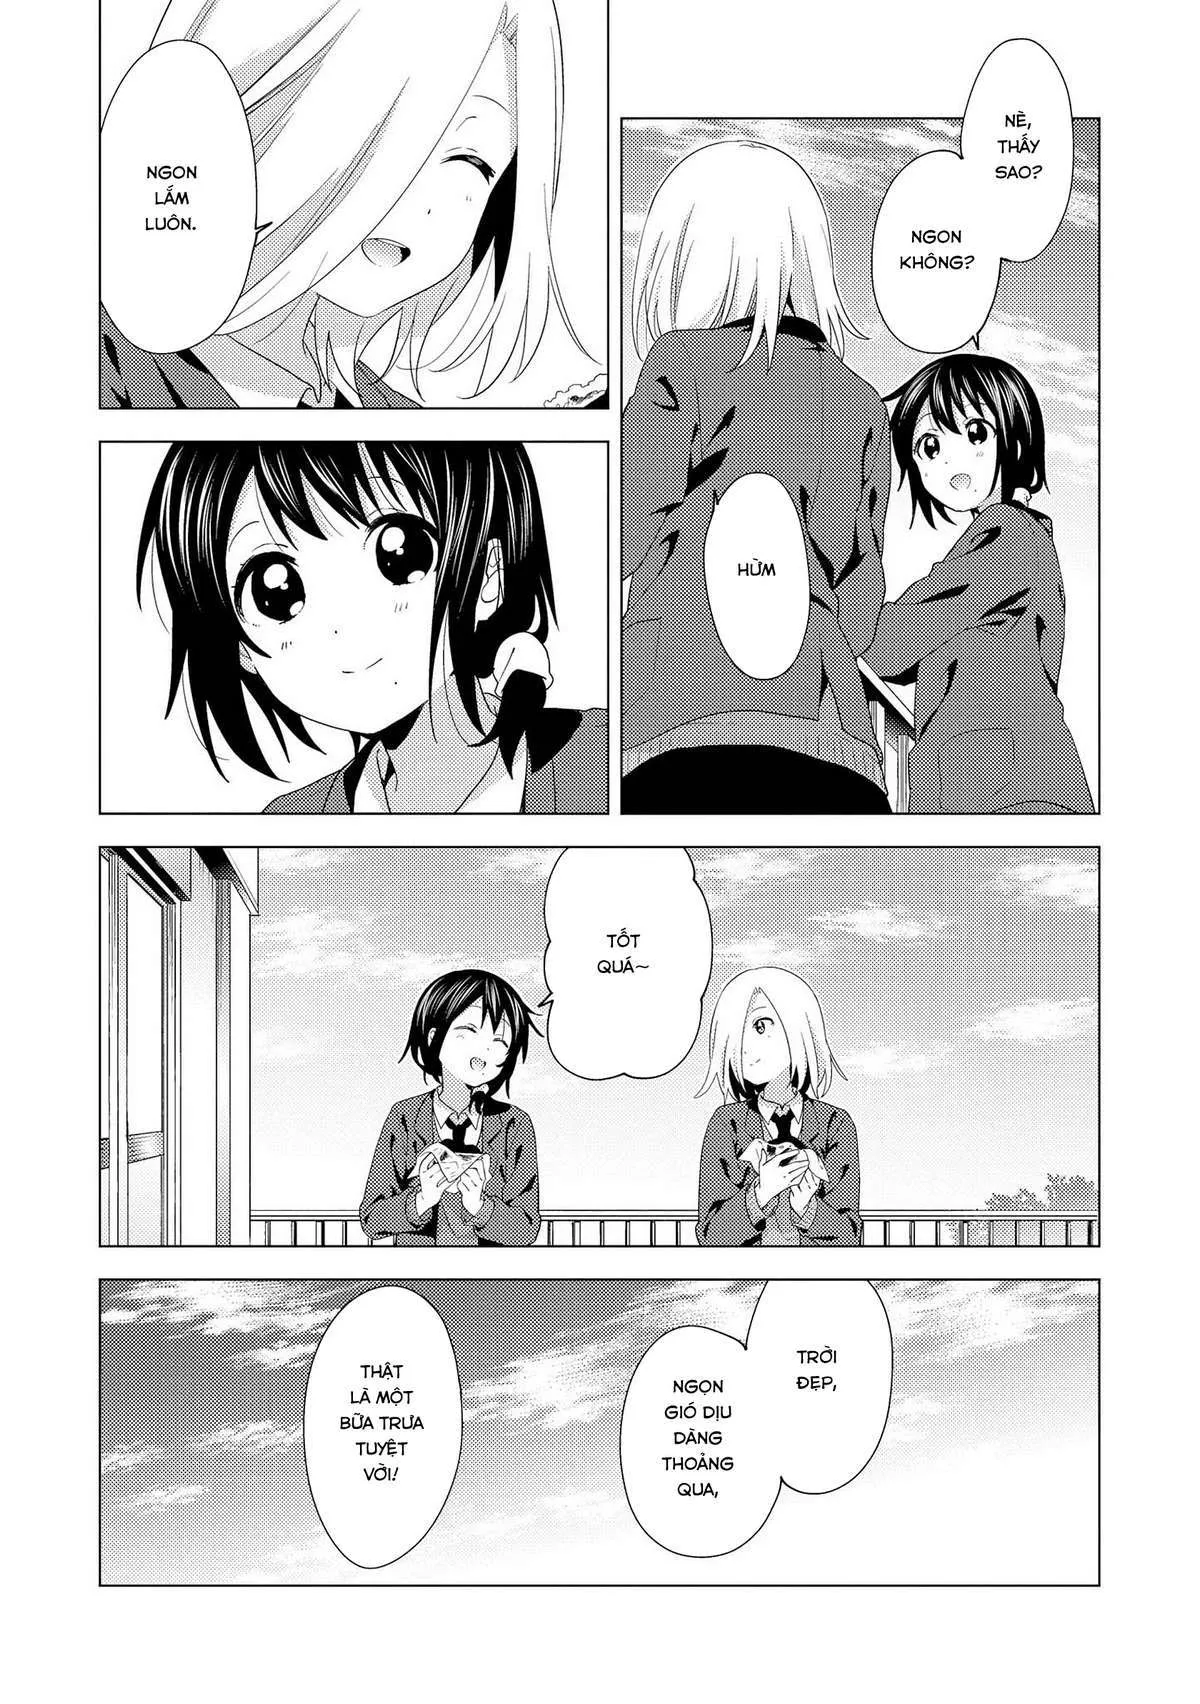 NÈ,
THẤY
SAO?
NGON
KHÔNG?
HỪM
NGON
LẮM
LUÔN.
TỐT
QUÁ~
TRỜI
ĐẸP,
NGỌN
GIÓ DỊU
DÀNG
THOẢNG
QUA,
THẬT
LÀ MỘT
BỮA TRƯA
TUYỆT
VỜI!